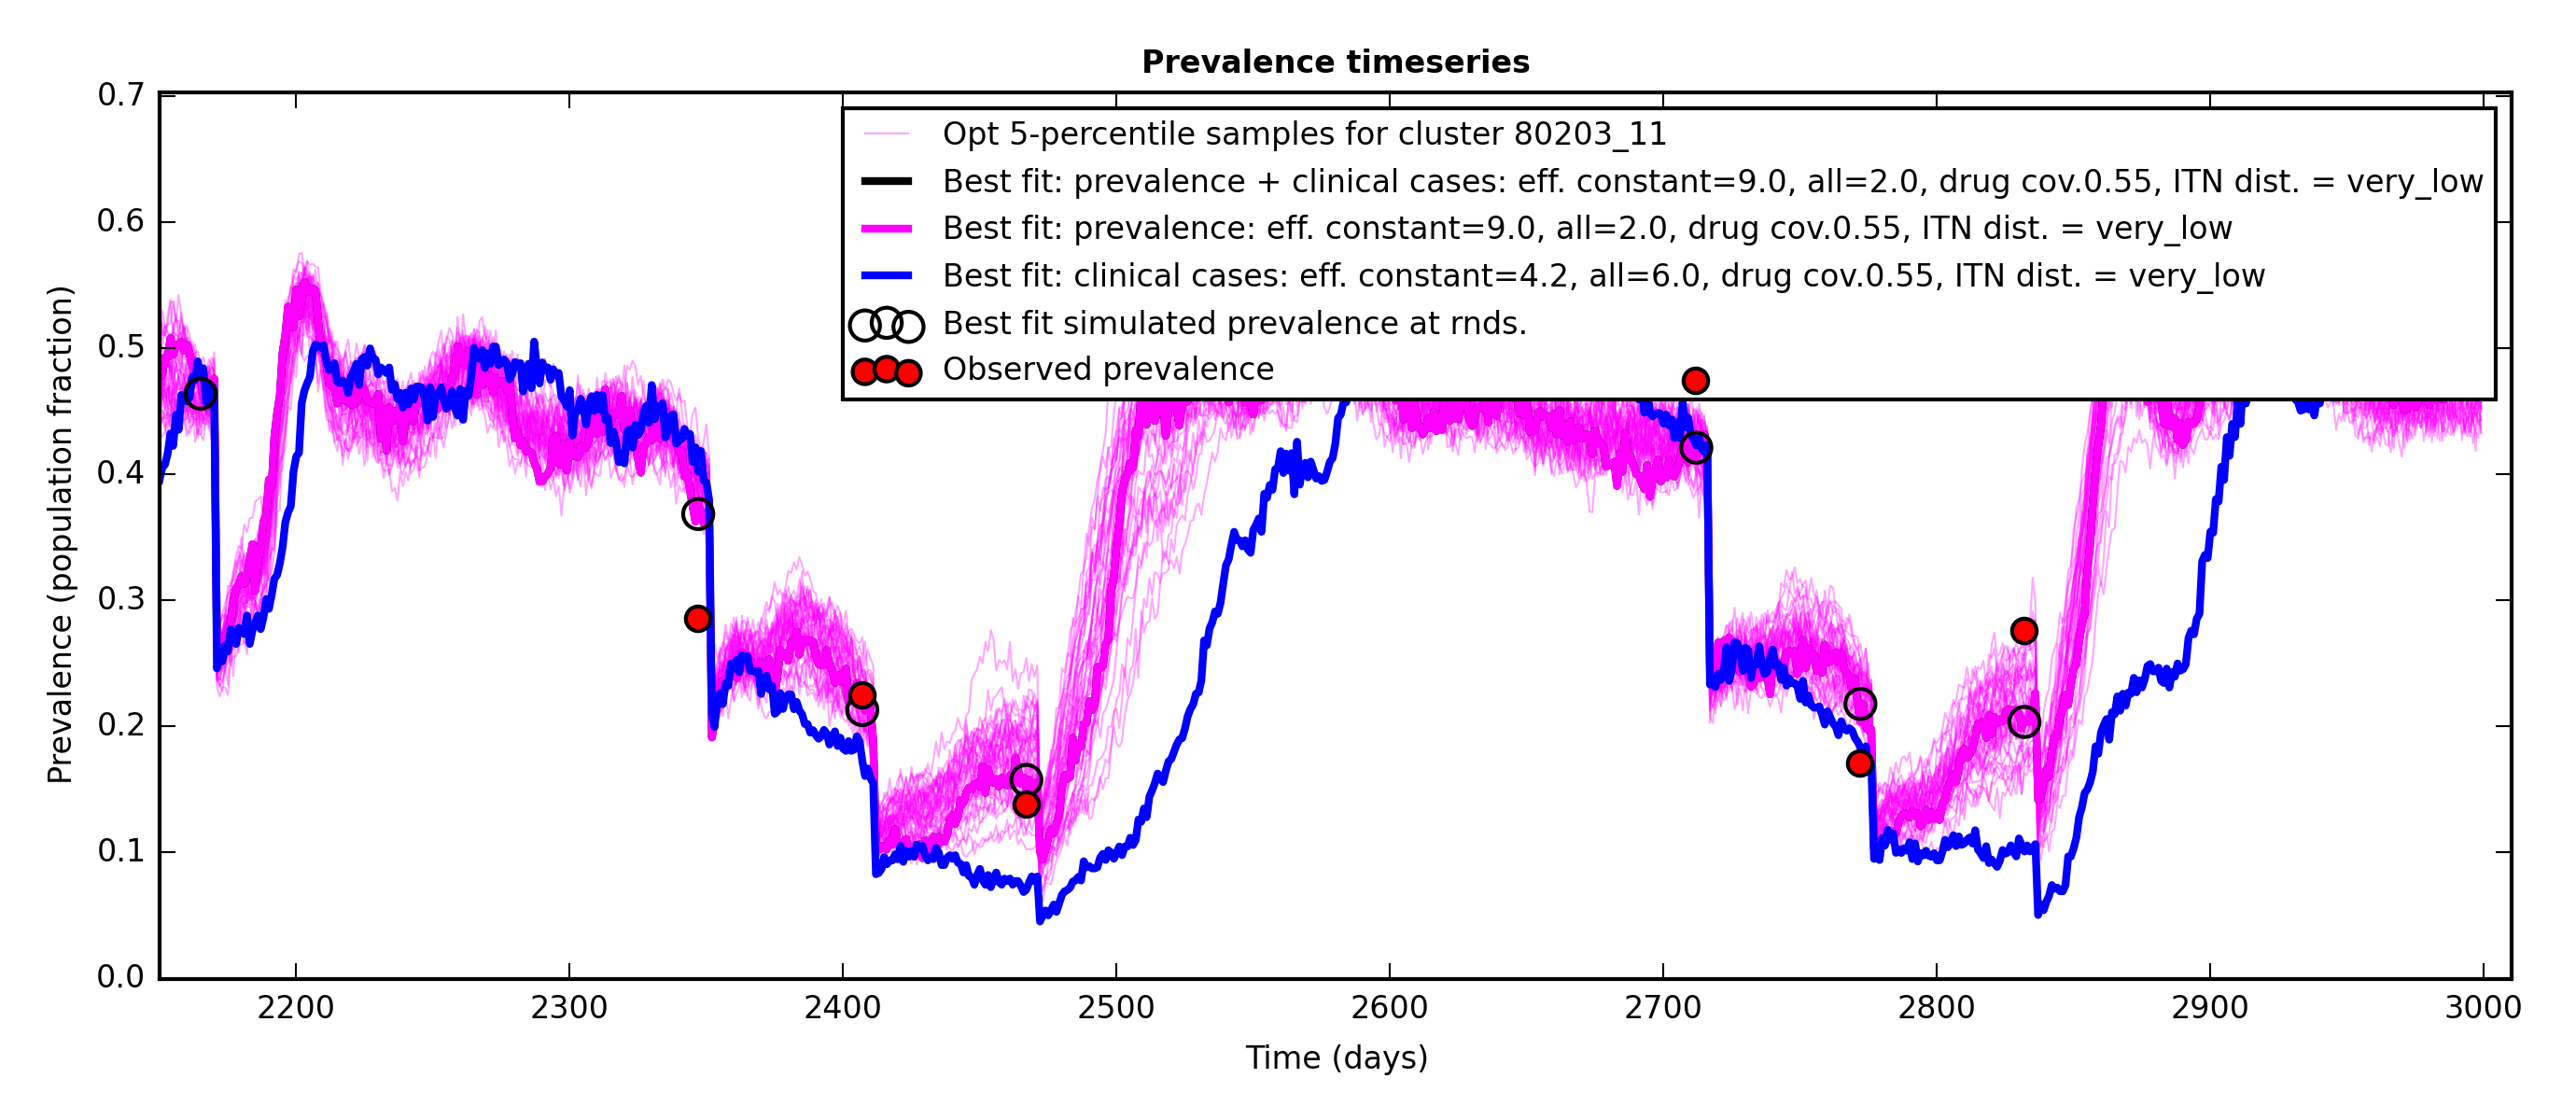 Prevalence timeseries
Opt 5-percentile samples for cluster 80203_11
Best fit: prevalence + clinical cases: eff. constant=9.0, all=2.0, drug cov.0.55, ITN dist. = very_low
Best fit: prevalence: eff. constant=9.0, all=2.0, drug cov.0.55, ITN dist. = very_low
Best fit: clinical cases: eff. constant=4.2, all=6.0, drug cov.0.55, ITN dist. = very_low
Best fit simulated prevalence at rnds.
Observed prevalence
Prevalence (population fraction)
0.7
0.6
0.5
0.4
0.3
0.2
0.1
0.0
2200 2300 2400 2500 2600 2700 2800 2900 3000
Time (days)